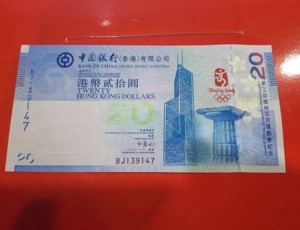 中國銀行(香港)有限公司
BANK OF CHINA (HONG KONG) LIMITED
港幣貳拾圓
TWENTY
HONG KONG DOLLARS
20
Beijing 2008
20
BJ139147
BJ139147